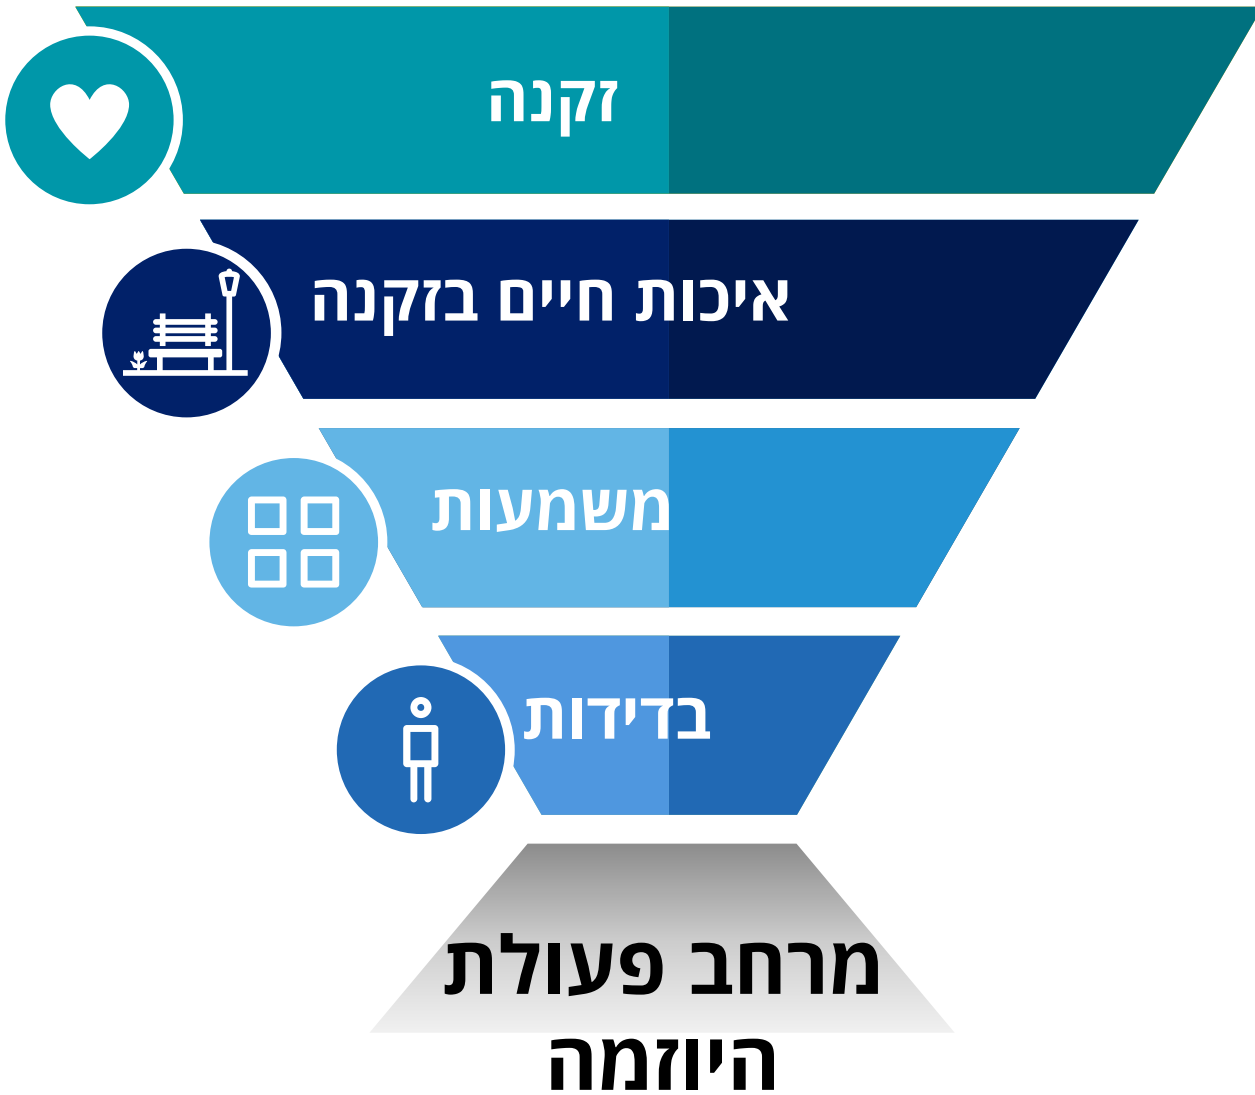 זקנה
איכות חיים בזקנה
משמעות
בדידות
מרחב פעולת
היוזמה